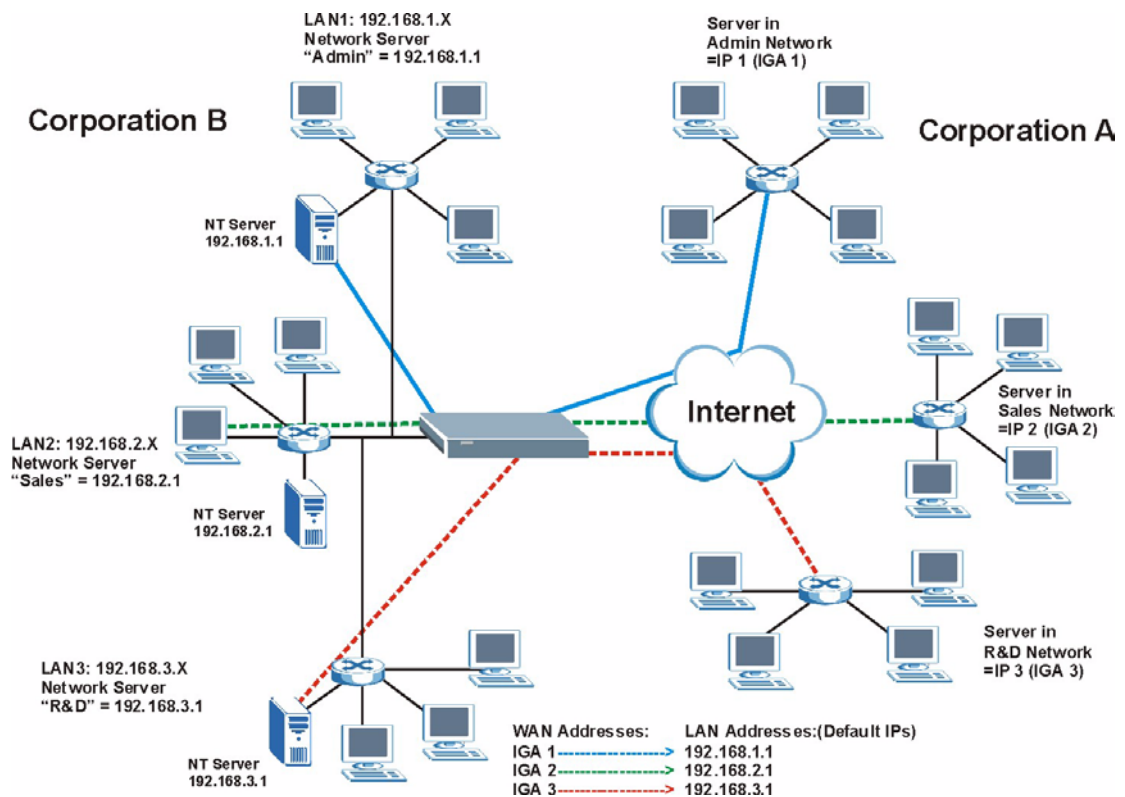 LAN1: 192.168.1.X
Network Server
“Admin” = 192.168.1.1
Server in
Admin Network
=IP 1 (IGA 1)
Corporation B
Corporation A
NT Server
192.168.1.1
Internet
Server in
Sales Network
=IP 2 (IGA 2)
LAN2: 192.168.2.X
Network Server
“Sales” = 192.168.2.1
NT Server
192.168.2.1
Server in
R&D Network
=IP 3 (IGA 3)
LAN3: 192.168.3.X
Network Server
“R&D” = 192.168.3.1
NT Server
192.168.3.1
WAN Addresses: LAN Addresses:(Default IPs)
IGA 1 192.168.1.1
IGA 2 192.168.2.1
IGA 3 192.168.3.1